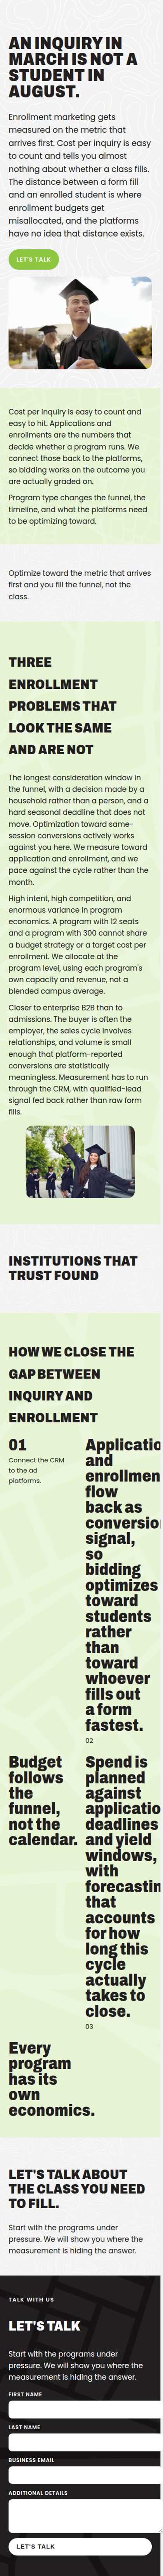 AN INQUIRY IN
MARCH IS NOT A
STUDENT IN
AUGUST.
Enrollment marketing gets
measured on the metric that
arrives first. Cost per inquiry is easy
to count and tells you almost
nothing about whether a class fills.
The distance between a form fill
and an enrolled student is where
enrollment budgets get
misallocated, and the platforms
have no idea that distance exists.
LET'S TALK
Cost per inquiry is easy to count and
easy to hit. Applications and
enrollments are the numbers that
decide whether a program runs. We
connect those back to the platforms,
so bidding works on the outcome you
are actually graded on.
Program type changes the funnel, the
timeline, and what the platforms need
to be optimizing toward.
Optimize toward the metric that arrives
first and you fill the funnel, not the
class.
THREE
ENROLLMENT
PROBLEMS THAT
LOOK THE SAME
AND ARE NOT
The longest consideration window in
the funnel, with a decision made by a
household rather than a person, and a
hard seasonal deadline that does not
move. Optimization toward same-
session conversions actively works
against you here. We measure toward
application and enrollment, and we
pace against the cycle rather than the
month.
High intent, high competition, and
enormous variance in program
economics. A program with 12 seats
and a program with 300 cannot share
a budget strategy or a target cost per
enrollment. We allocate at the
program level, using each program's
own capacity and revenue, not a
blended campus average.
Closer to enterprise B2B than to
admissions. The buyer is often the
employer, the sales cycle involves
relationships, and volume is small
enough that platform-reported
conversions are statistically
meaningless. Measurement has to run
through the CRM, with qualified-lead
signal fed back rather than raw form
fills.
INSTITUTIONS THAT
TRUST FOUND
HOW WE CLOSE THE
GAP BETWEEN
INQUIRY AND
ENROLLMENT
01
Connect the CRM
to the ad
platforms.
Applicatio
and
enrollmen
flow
back as
conversio
signal,
so
bidding
optimizes
toward
students
rather
than
toward
whoever
fills out
a form
fastest.
02
Budget
follows
the
funnel,
not the
calendar.
Spend is
planned
against
applicatio
deadlines
and yield
windows,
with
forecastin
that
accounts
for how
long this
cycle
actually
takes to
close.
03
Every
program
has its
own
economics.
LET'S TALK ABOUT
THE CLASS YOU NEED
TO FILL.
Start with the programs under
pressure. We will show you where the
measurement is hiding the answer.
TALK WITH US
LET'S TALK
Start with the programs under
pressure. We will show you where the
measurement is hiding the answer.
FIRST NAME
LAST NAME
BUSINESS EMAIL
ADDITIONAL DETAILS
LET'S TALK